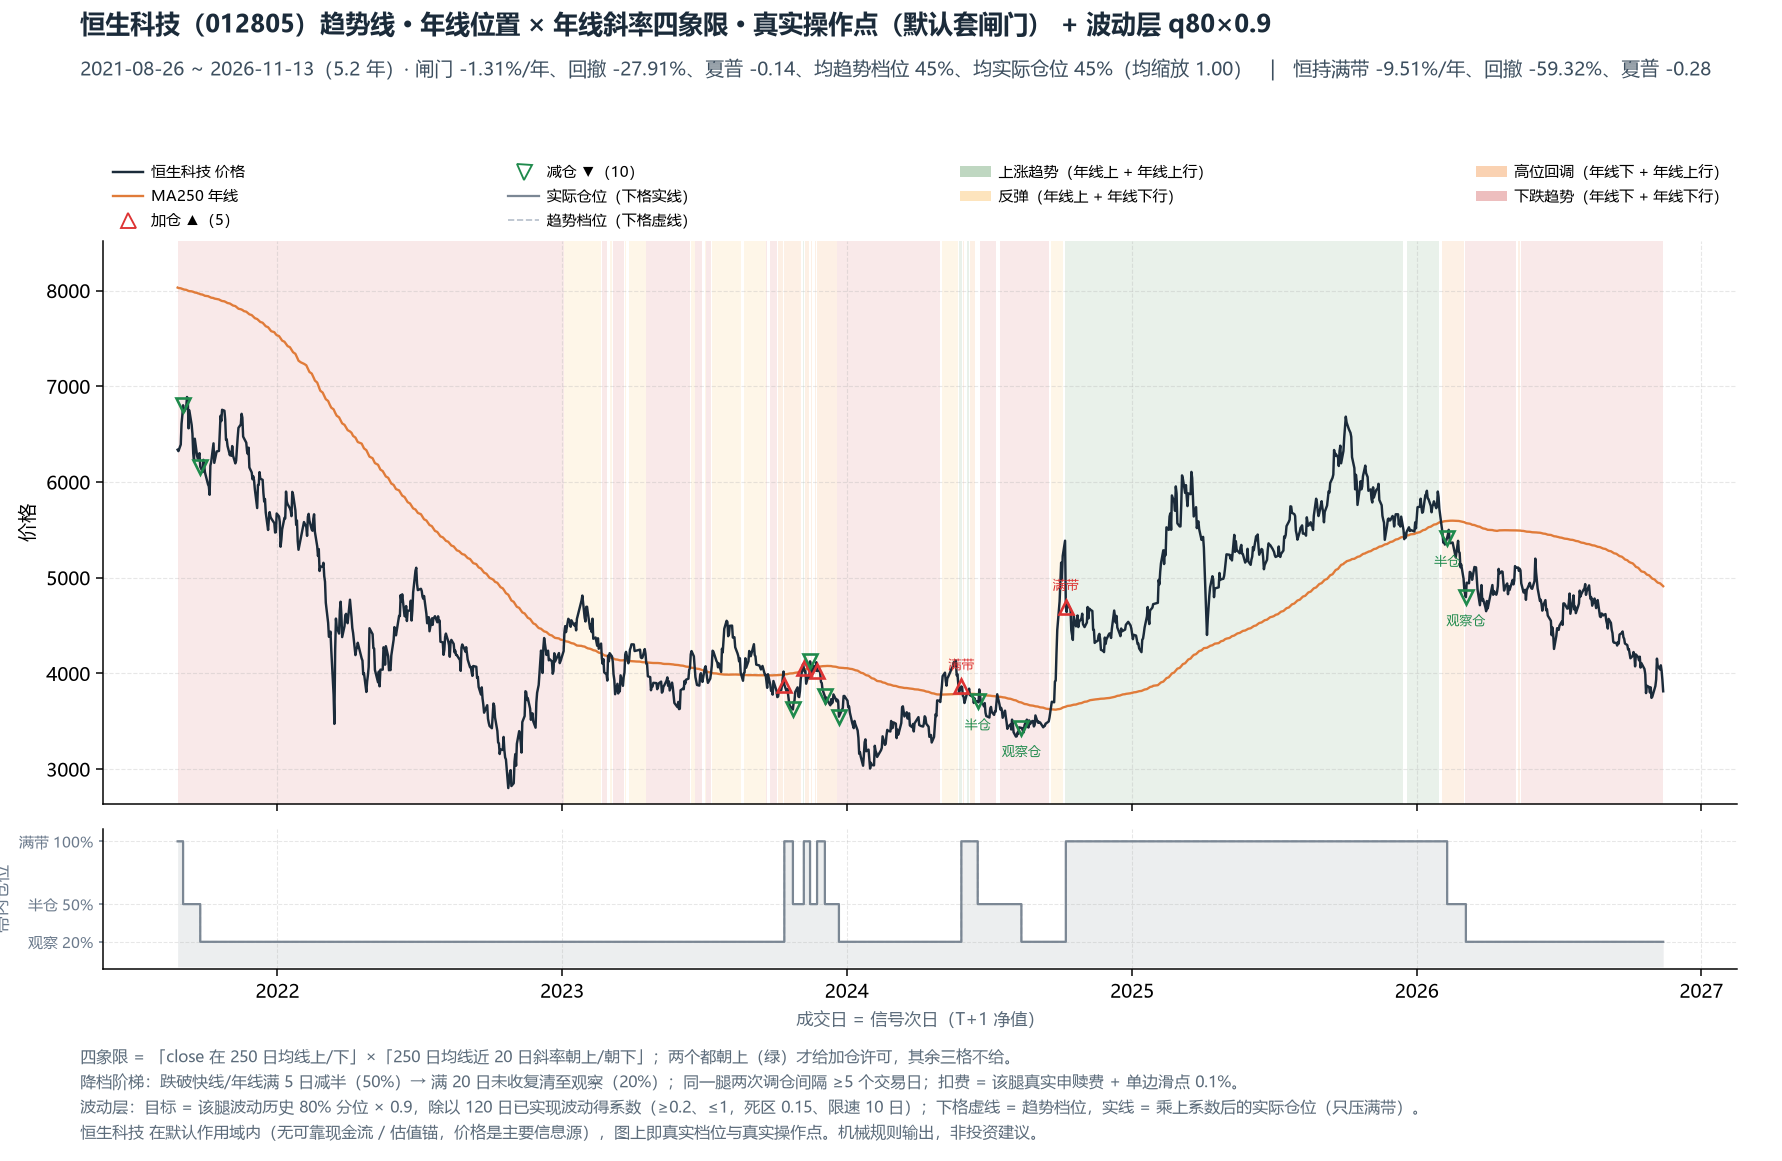 恒生科技（012805）趋势线 • 年线位置 × 年线斜率四象限 • 真实操作点（默认套闸门） + 波动层 q80×0.9
2021-08-26 ~ 2026-11-13（5.2 年）· 闸门 -1.31%/年、回撤 -27.91%、夏普 -0.14、均趋势档位 45%、均实际仓位 45%（均缩放 1.00） | 恒持满带 -9.51%/年、回撤 -59.32%、夏普 -0.28
恒生科技 价格
MA250 年线
加仓 ▲（5）
减仓 ▼（10）
实际仓位（下格实线）
趋势档位（下格虚线）
上涨趋势（年线上 + 年线上行）
反弹（年线上 + 年线下行）
高位回调（年线下 + 年线上行）
下跌趋势（年线下 + 年线下行）
价格
8000
7000
6000
5000
4000
3000
满带
满带
半仓
观察仓
半仓
观察仓
满带 100%
半仓 50%
观察 20%
2022
2023
2024
2025
2026
2027
成交日 = 信号次日（T+1 净值）
四象限 = 「close 在 250 日均线上/下」×「250 日均线近 20 日斜率朝上/朝下」；两个都朝上（绿）才给加仓许可，其余三格不给。
降档阶梯：跌破快线/年线满 5 日减半（50%）→ 满 20 日未收复清至观察（20%）；同一腿两次调仓间隔 ≥5 个交易日；扣费 = 该腿真实申赎费 + 单边滑点 0.1%。
波动层：目标 = 该腿波动历史 80% 分位 × 0.9，除以 120 日已实现波动得系数（≥0.2、≤1，死区 0.15、限速 10 日）；下格虚线 = 趋势档位，实线 = 乘上系数后的实际仓位（只压满带）。
恒生科技 在默认作用域内（无可靠现金流 / 估值锚，价格是主要信息源），图上即真实档位与真实操作点。机械规则输出，非投资建议。